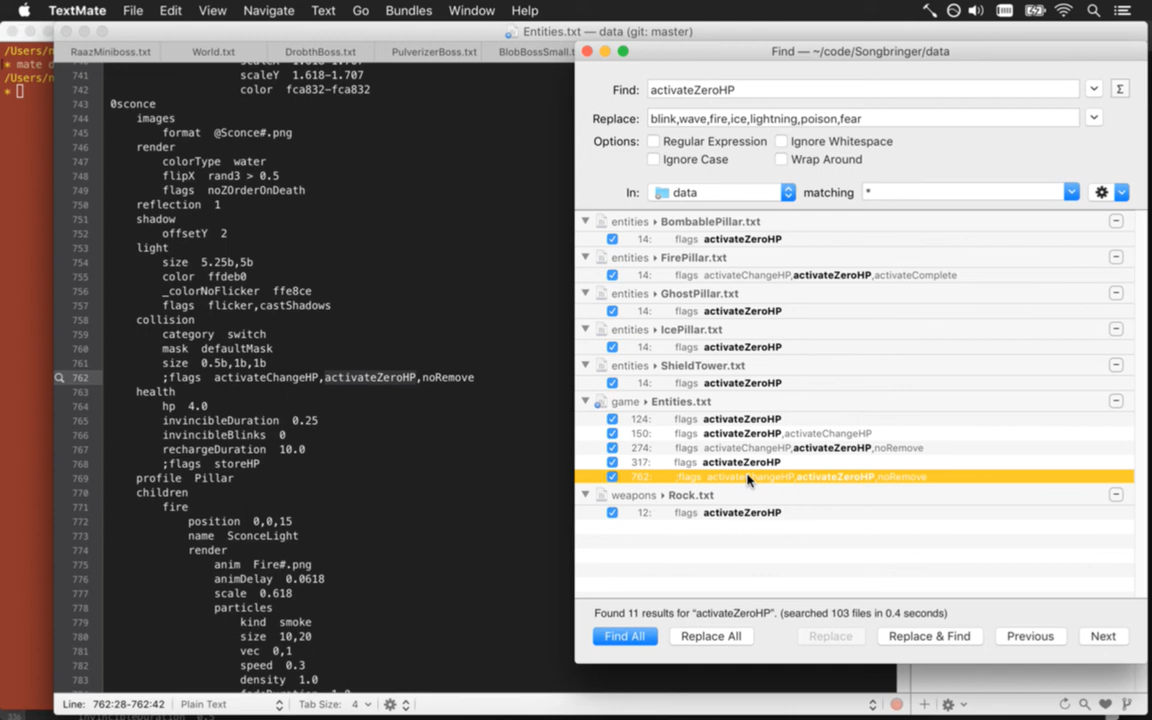 TextMate File Edit View Navigate Text Bundles Window Help
Entities.txt — data (git: master)
RaazMiniboss.txt World.txt DrobthBoss.txt PulverizerBoss.txt BlobBossSmall.t
/Users/n
* mate d
/Users/n
*
741 scaleY 1.618-1.707
742 color fca832-fca832
743 0sconce
744 images
745 format @Sconce#.png
746 render
747 colorType water
748 flipX rand3 > 0.5
749 flags noZOrderOnDeath
750 reflection 1
751 shadow
752 offsetY 2
753 light
754 size 5.25b,5b
755 color ffdeb0
756 _colorNoFlicker ffe8ce
757 flags flicker,castShadows
758 collision
759 category switch
760 mask defaultMask
761 size 0.5b,1b,1b
762 ;flags activateChangeHP,activateZeroHP,noRemove
763 health
764 hp 4.0
765 invincibleDuration 0.25
766 invincibleBlinks 0
767 rechargeDuration 10.0
768 ;flags storeHP
769 profile Pillar
770 children
771 fire
772 position 0,0,15
773 name SconceLight
774 render
775 anim Fire#.png
776 animDelay 0.0618
777 scale 0.618
778 particles
779 kind smoke
780 size 10,20
781 vec 0,1
782 speed 0.3
783 density 1.0
Line: 762:28-762:42 Plain Text Tab Size: 4
Find — ~/code/Songbringer/data
Find: activateZeroHP Σ
Replace: blink,wave,fire,ice,lightning,poison,fear
Options: Regular Expression Ignore Whitespace
Ignore Case Wrap Around
In: data matching *
entities ▸ BombablePillar.txt
14: flags activateZeroHP
entities ▸ FirePillar.txt
14: flags activateChangeHP,activateZeroHP,activateComplete
entities ▸ GhostPillar.txt
14: flags activateZeroHP
entities ▸ IcePillar.txt
14: flags activateZeroHP
entities ▸ ShieldTower.txt
14: flags activateZeroHP
game ▸ Entities.txt
124: flags activateZeroHP
150: flags activateZeroHP,activateChangeHP
274: flags activateChangeHP,activateZeroHP,noRemove
317: flags activateZeroHP
762: ;flags activateChangeHP,activateZeroHP,noRemove
weapons ▸ Rock.txt
12: flags activateZeroHP
Found 11 results for “activateZeroHP”. (searched 103 files in 0.4 seconds)
Find All Replace All Replace Replace & Find Previous Next